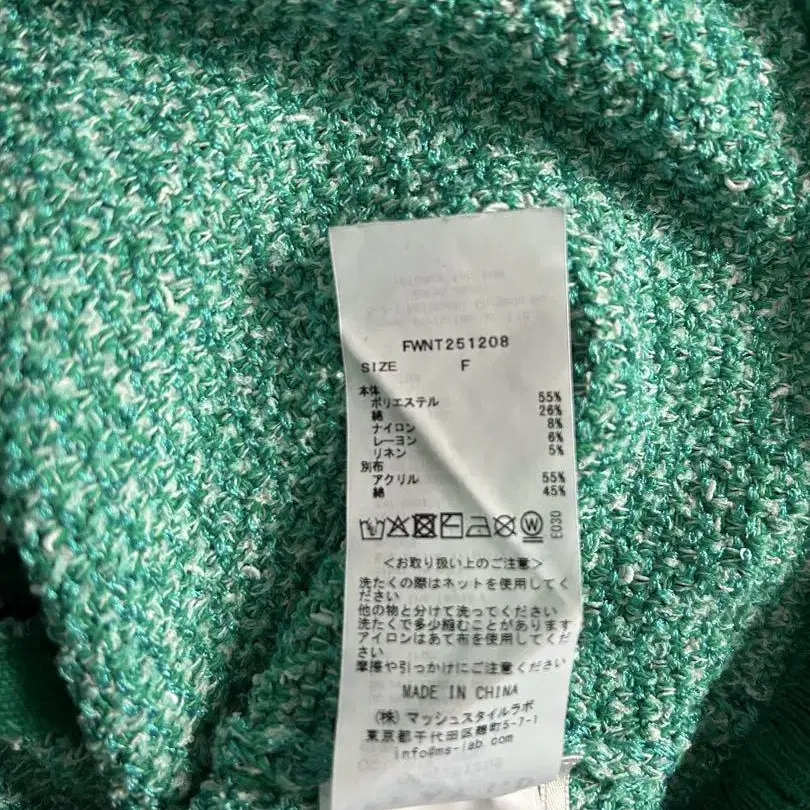 FWNT251208
SIZE F
本体
ポリエステル 55%
綿 26%
ナイロン 8%
レーヨン 6%
リネン 5%
別布
アクリル 55%
綿 45%
W
E030
<お取り扱い上のご注意>
洗たくの際はネットを使用してく
ださい
他の物と分けて洗ってください
洗たくで多少縮むことがあります
アイロンはあて布を使用してくだ
さい
摩擦や引っかけにご注意ください
MADE IN CHINA
(株)マッシュスタイルラボ
東京都千代田区麹町5-7-1
info@ms-lab.com